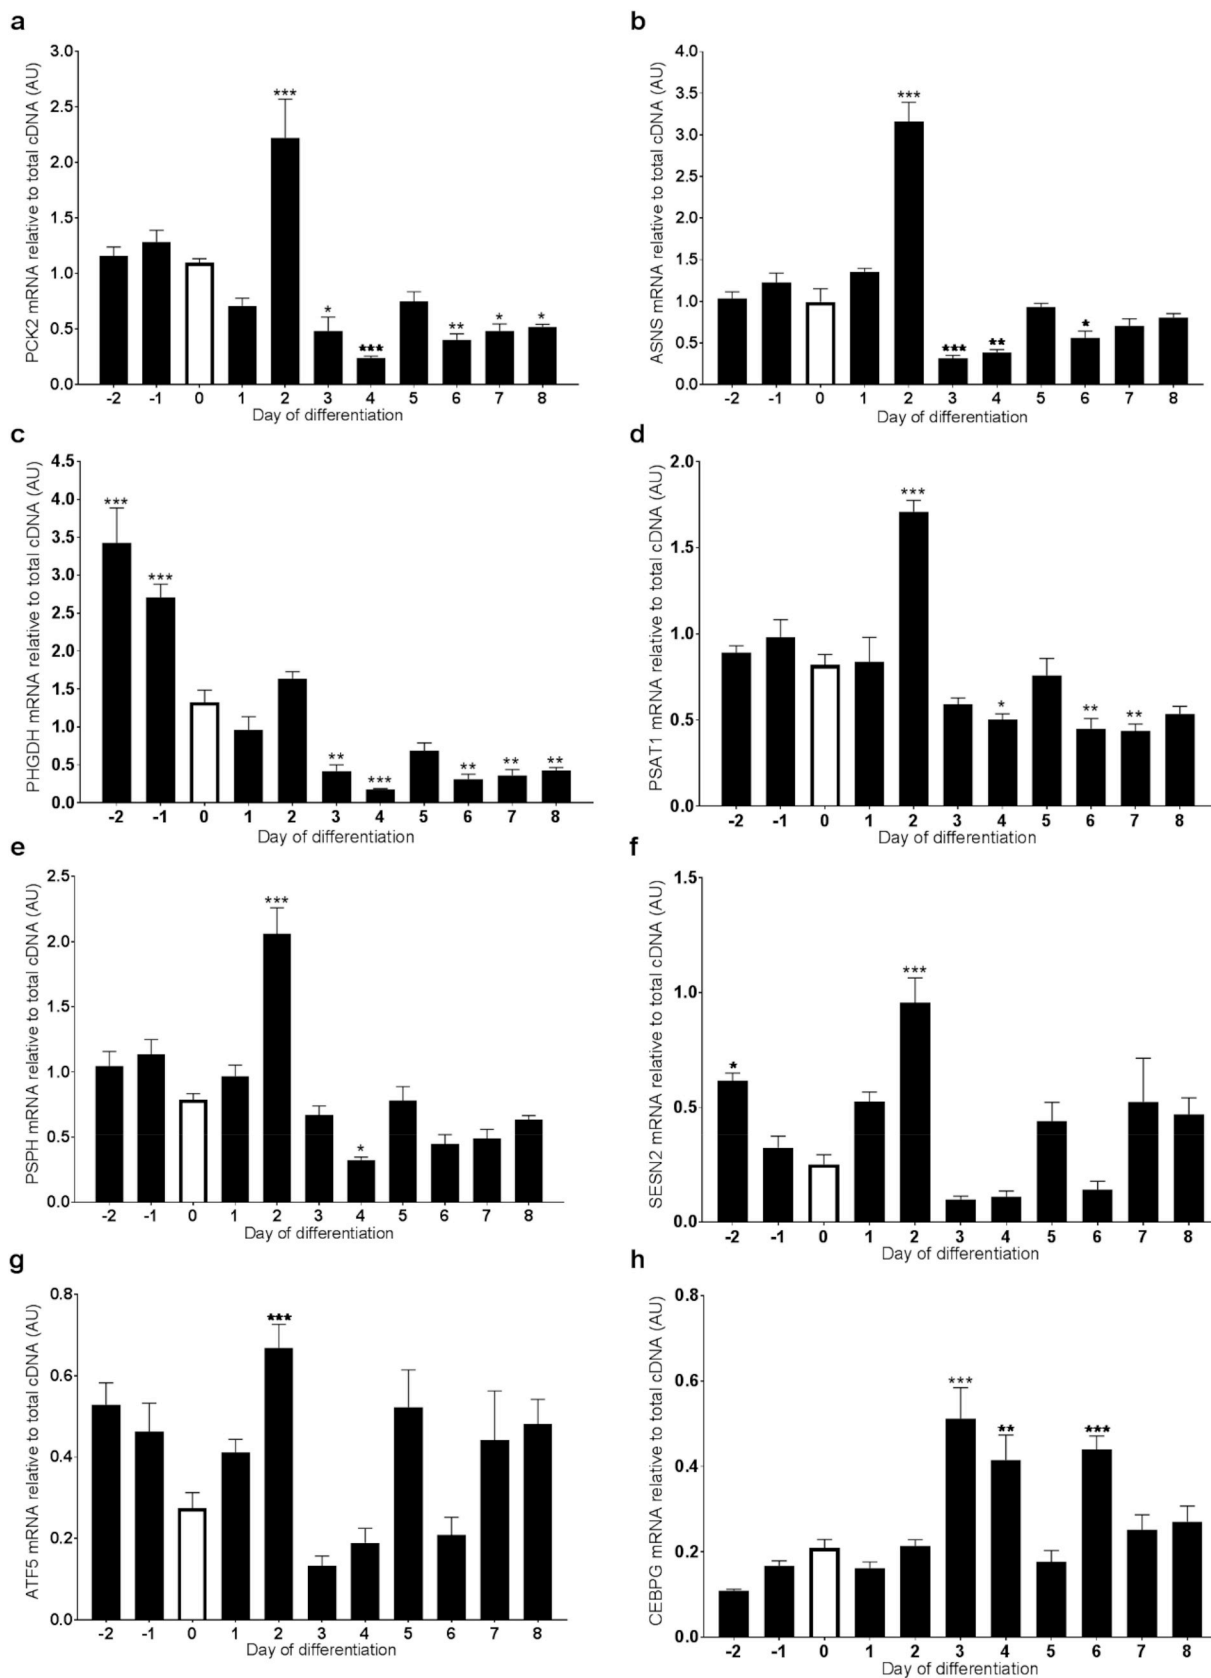 a
PCK2 mRNA relative to total cDNA (AU)
3.0
2.5
2.0
1.5
1.0
0.5
0.0
*** * *** ** * *
-2 -1 0 1 2 3 4 5 6 7 8
Day of differentiation
b
ASNS mRNA relative to total cDNA (AU)
4.0
3.5
3.0
2.5
2.0
1.5
1.0
0.5
0.0
*** *** ** *
-2 -1 0 1 2 3 4 5 6 7 8
Day of differentiation
c
PHGDH mRNA relative to total cDNA (AU)
4.5
4.0
3.5
3.0
2.5
2.0
1.5
1.0
0.5
0.0
*** *** ** *** ** ** **
-2 -1 0 1 2 3 4 5 6 7 8
Day of differentiation
d
PSAT1 mRNA relative to total cDNA (AU)
2.0
1.5
1.0
0.5
0.0
*** * ** **
-2 -1 0 1 2 3 4 5 6 7 8
Day of differentiation
e
PSPH mRNA relative to total cDNA (AU)
2.5
2.0
1.5
1.0
0.5
0.0
*** *
-2 -1 0 1 2 3 4 5 6 7 8
Day of differentiation
f
SESN2 mRNA relative to total cDNA (AU)
1.5
1.0
0.5
0.0
* ***
-2 -1 0 1 2 3 4 5 6 7 8
Day of differentiation
g
ATF5 mRNA relative to total cDNA (AU)
0.8
0.6
0.4
0.2
0.0
***
-2 -1 0 1 2 3 4 5 6 7 8
Day of differentiation
h
CEBPG mRNA relative to total cDNA (AU)
0.8
0.6
0.4
0.2
0.0
*** ** ***
-2 -1 0 1 2 3 4 5 6 7 8
Day of differentiation